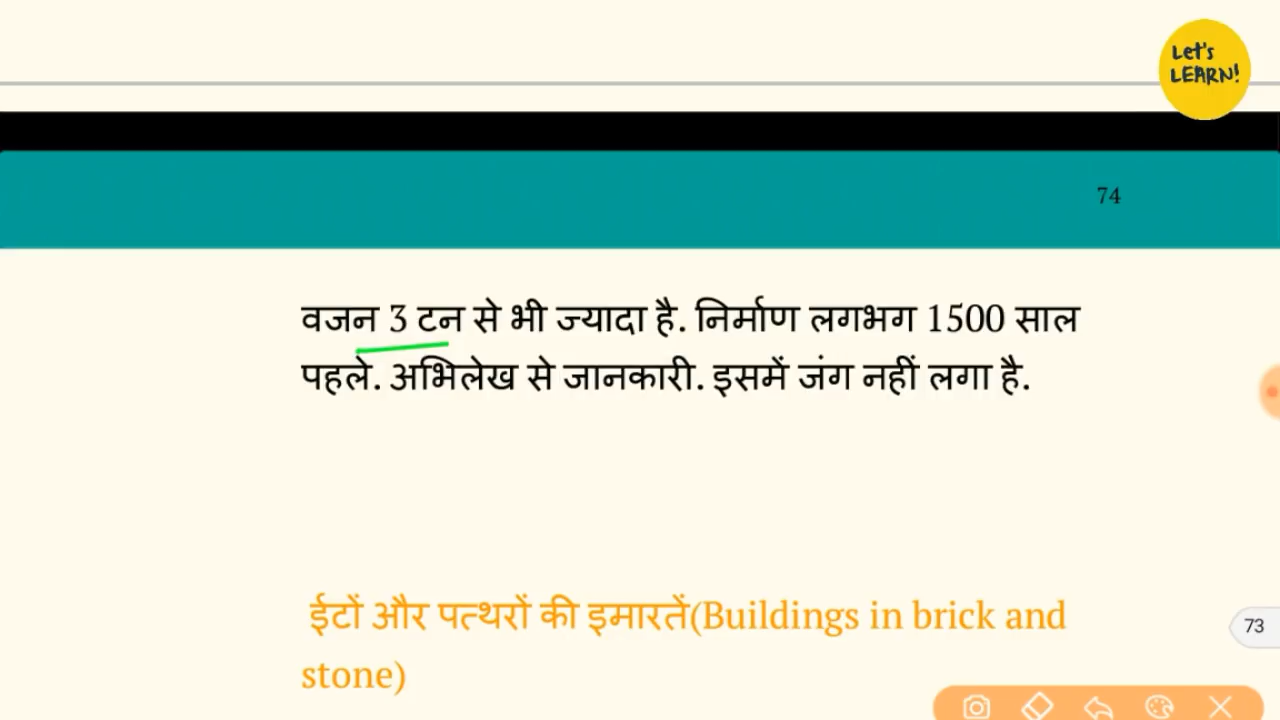 Let's
LEARN!
74
वजन 3 टन से भी ज्यादा है. निर्माण लगभग 1500 साल
पहले. अभिलेख से जानकारी. इसमें जंग नहीं लगा है.
ईटों और पत्थरों की इमारतें(Buildings in brick and
73
stone)